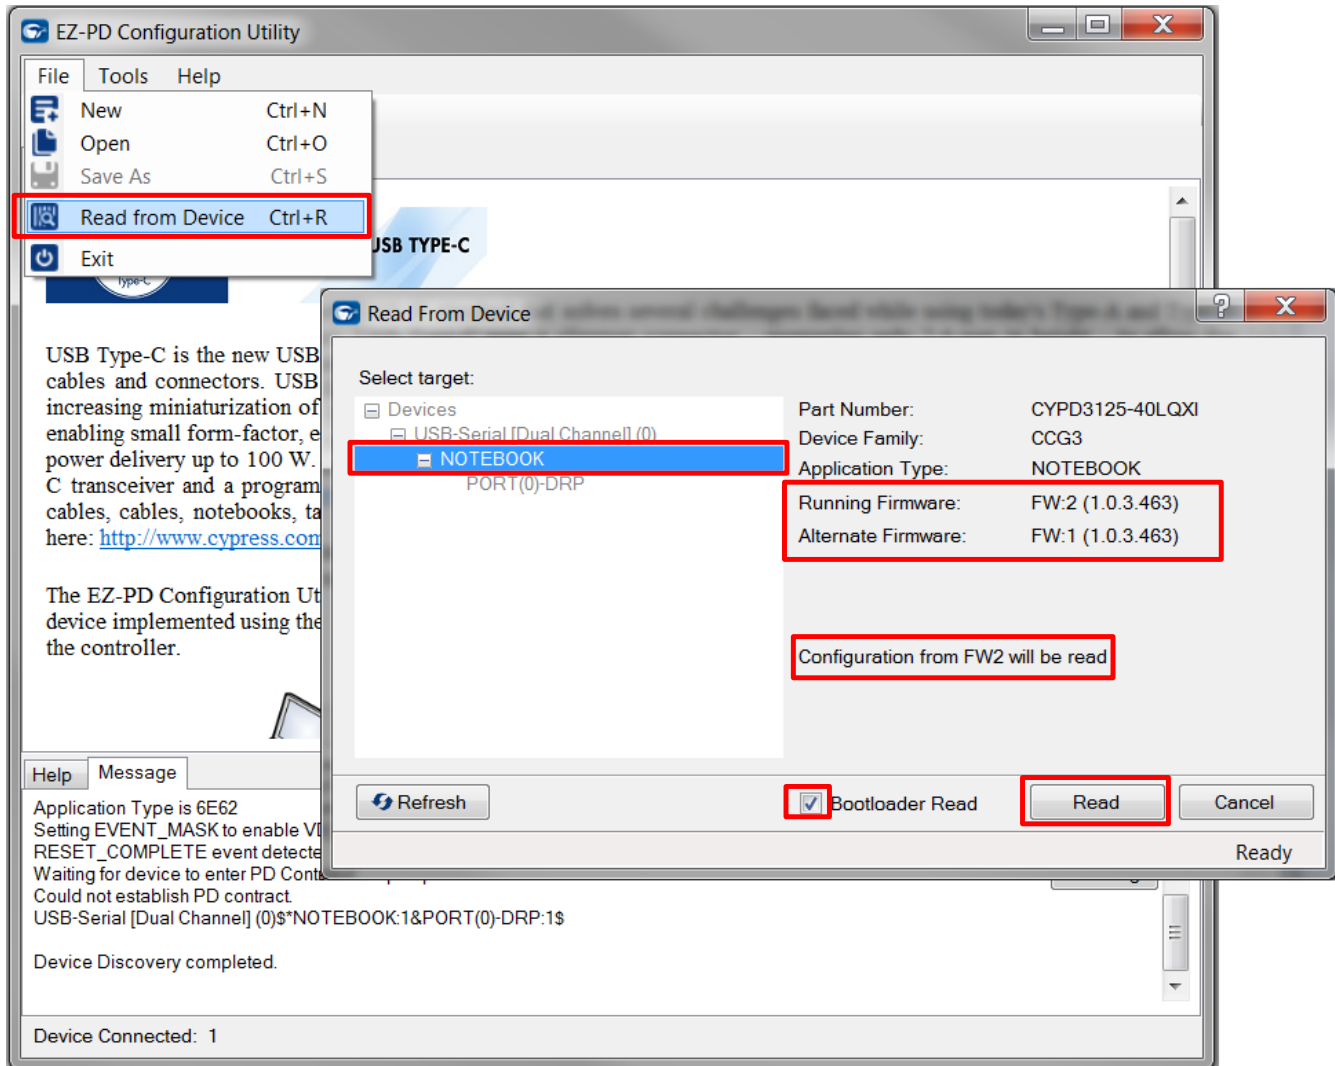 EZ-PD Configuration Utility
File Tools Help
New Ctrl+N
Open Ctrl+O
Save As Ctrl+S
Read from Device Ctrl+R
Exit
Type-C
USB TYPE-C
USB Type-C is the new USB
cables and connectors. USB
increasing miniaturization of
enabling small form-factor, e
power delivery up to 100 W.
C transceiver and a program
cables, cables, notebooks, ta
here: http://www.cypress.com
The EZ-PD Configuration Ut
device implemented using the
the controller.
Read From Device
Select target:
Devices
USB-Serial [Dual Channel] (0)
NOTEBOOK
PORT(0)-DRP
Part Number: CYPD3125-40LQXI
Device Family: CCG3
Application Type: NOTEBOOK
Running Firmware: FW:2 (1.0.3.463)
Alternate Firmware: FW:1 (1.0.3.463)
Configuration from FW2 will be read
Refresh
Bootloader Read
Read
Cancel
Ready
Help Message
Application Type is 6E62
Setting EVENT_MASK to enable VD
RESET_COMPLETE event detecte
Waiting for device to enter PD Cont
Could not establish PD contract.
USB-Serial [Dual Channel] (0)$*NOTEBOOK:1&PORT(0)-DRP:1$
Device Discovery completed.
Device Connected: 1